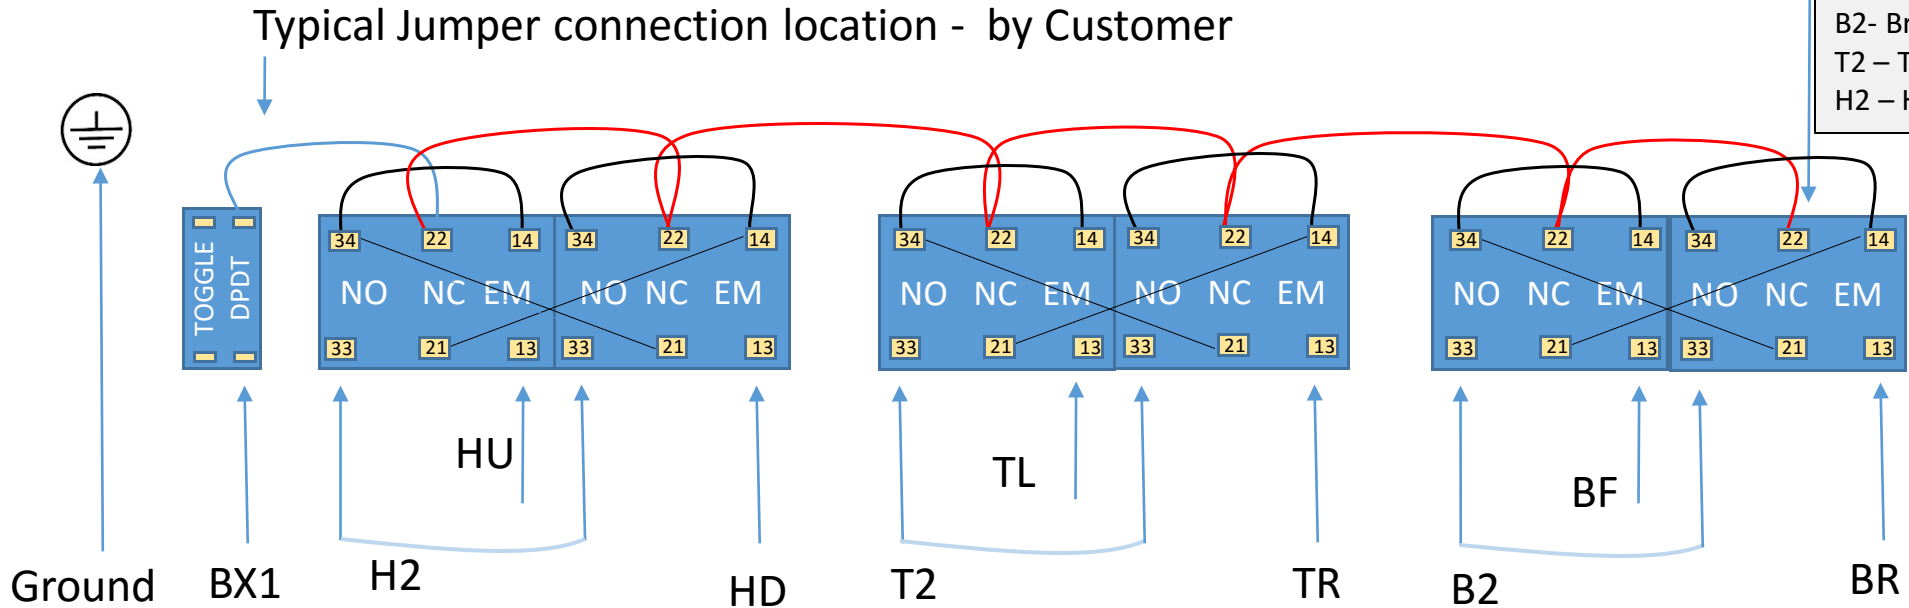 Typical Jumper connection location - by Customer
B2- Br
T2 – T
H2 – H
TOGGLE
DPDT
34 22 14 34 22 14
NO NC EM NO NC EM
33 21 13 33 21 13
34 22 14 34 22 14
NO NC EM NO NC EM
33 21 13 33 21 13
34 22 14 34 22 14
NO NC EM NO NC EM
33 21 13 33 21 13
HU
TL
BF
Ground
BX1
H2
HD
T2
TR
B2
BR